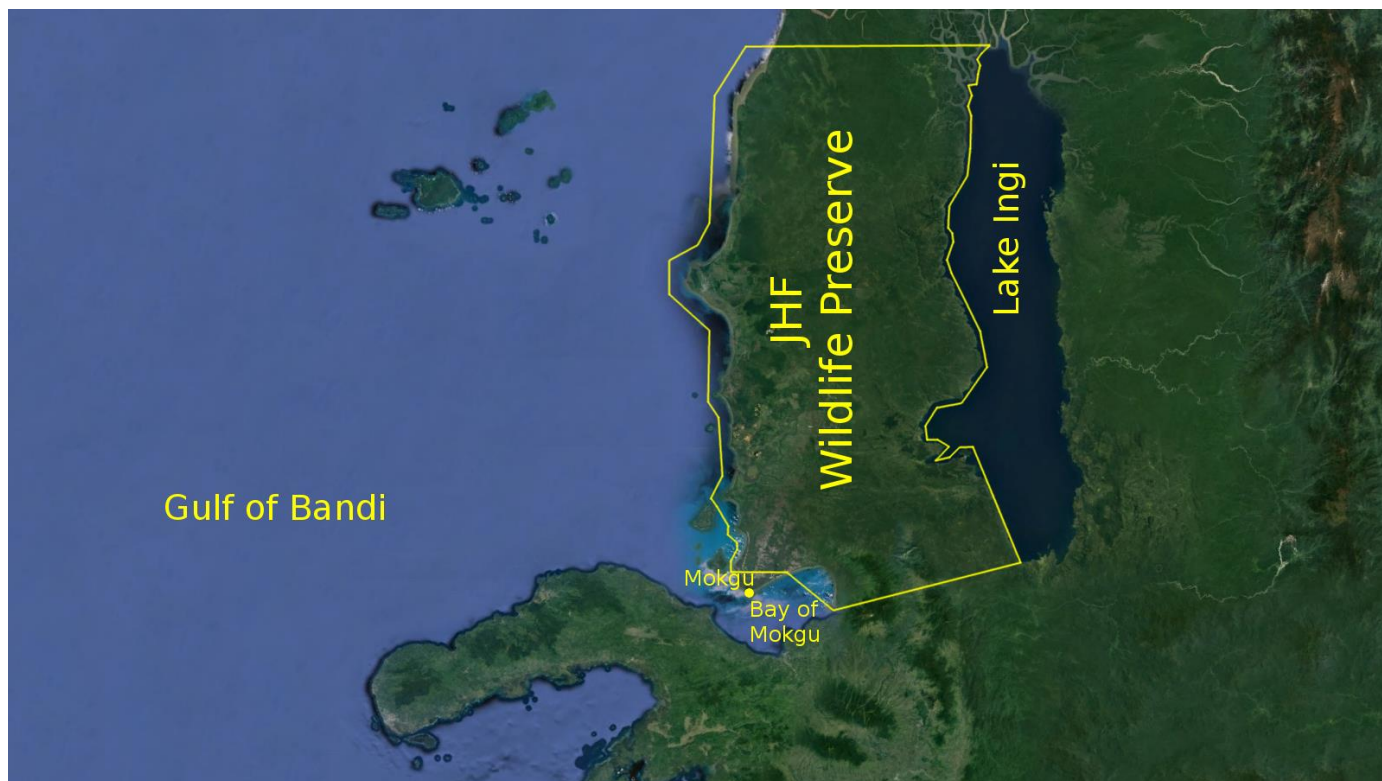 JHF
Wildlife Preserve
Lake Ingi
Gulf of Bandi
Mokgu
Bay of
Mokgu